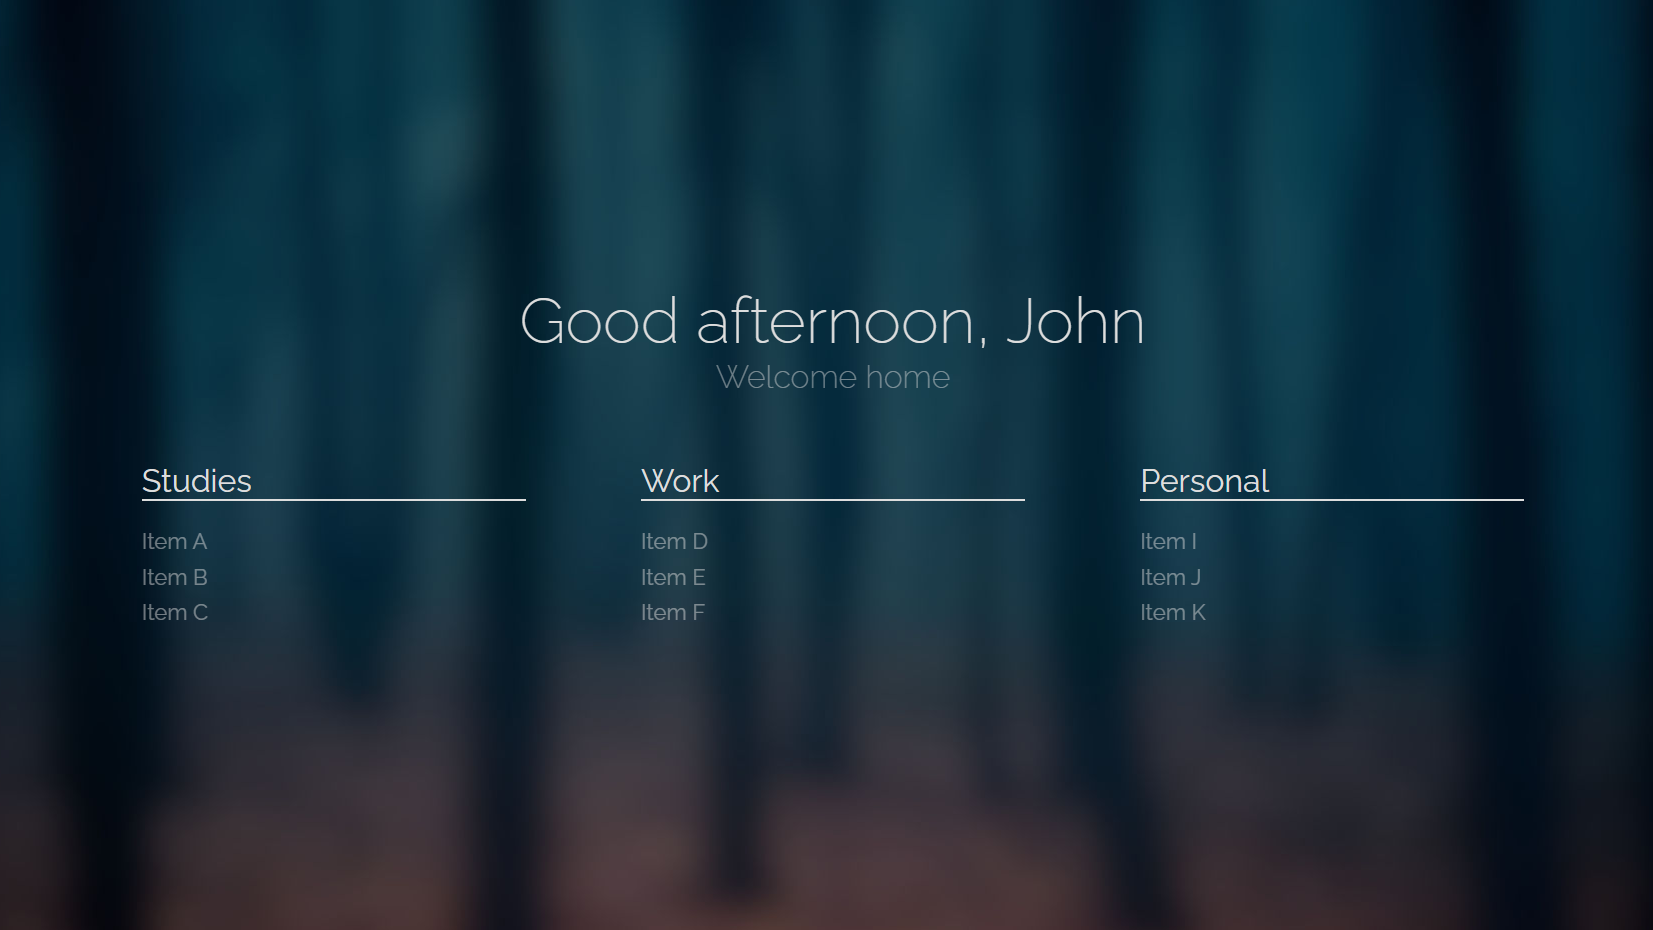 Good afternoon, John
Welcome home
Studies
Item A
Item B
Item C
Work
Item D
Item E
Item F
Personal
Item I
Item J
Item K